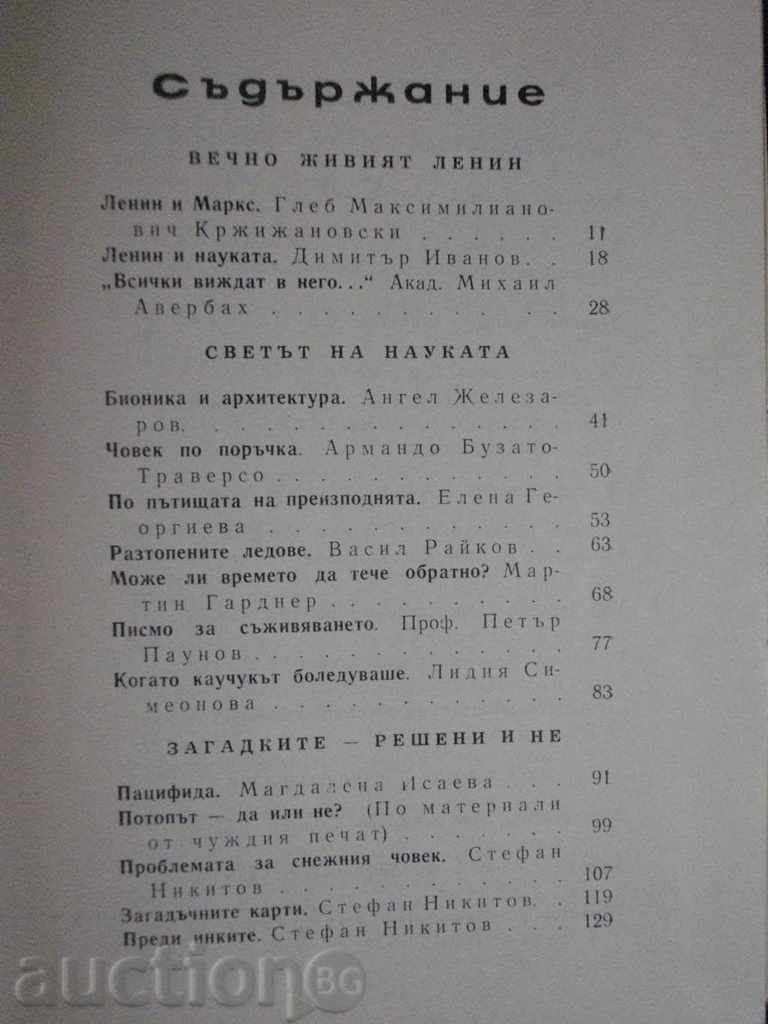 Съдържание
ВЕЧНО ЖИВИЯТ ЛЕНИН
Ленин и Маркс. Глеб Максимилиано-
вич Кржижановски . . . . . . 11
Ленин и науката. Димитър Иванов. . 18
„Всички виждат в него...“ Акад. Михаил
Авербах . . . . . . . . . . . 28
СВЕТЪТ НА НАУКАТА
Бионика и архитектура. Ангел Железа-
ров. . . . . . . . . . . . . . . 41
Човек по поръчка. Армандо Бузато-
Траверсо . . . . . . . . . . . 50
По пътищата на преизподнята. Елена Ге-
оргиева . . . . . . . . . . . . 53
Разтопените ледове. Васил Райков . . 63
Може ли времето да тече обратно? Мар-
тин Гарднер . . . . . . . . . . 68
Писмо за съживяването. Проф. Петър
Паунов . . . . . . . . . . . . 77
Когато каучукът боледуваше. Лидия Си-
меонова . . . . . . . . . . . . 83
ЗАГАДКИТЕ — РЕШЕНИ И НЕ
Пацифида. Магдалена Исаева . . . 91
Потопът — да или не? (По материали
от чуждия печат) . . . . . . . 99
Проблемата за снежния човек. Стефан
Никитов . . . . . . . . . . . 107
Загадъчните карти. Стефан Никитов. . 119
Преди инките. Стефан Никитов . . . 129
auctionBG